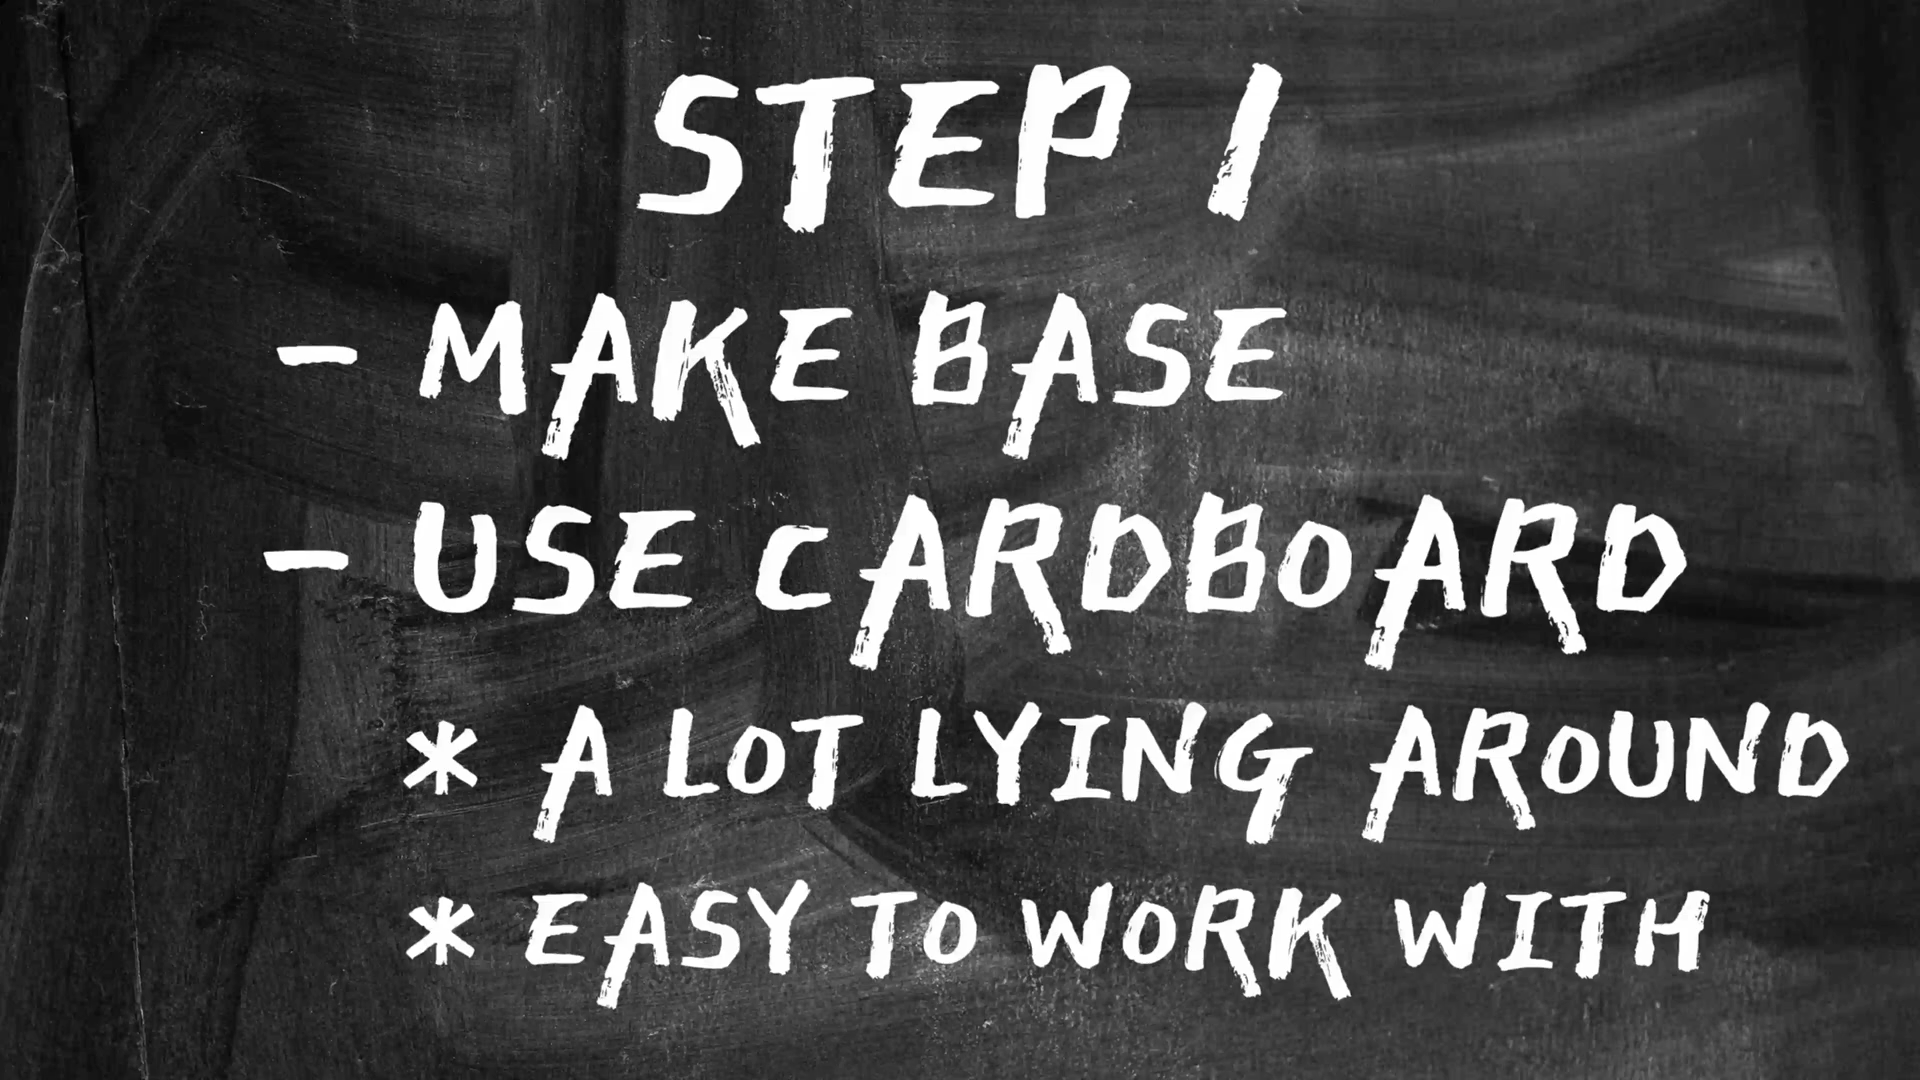 STEP 1
- MAKE BASE
- USE CARDBOARD
* A LOT LYING AROUND
* EASY TO WORK WITH